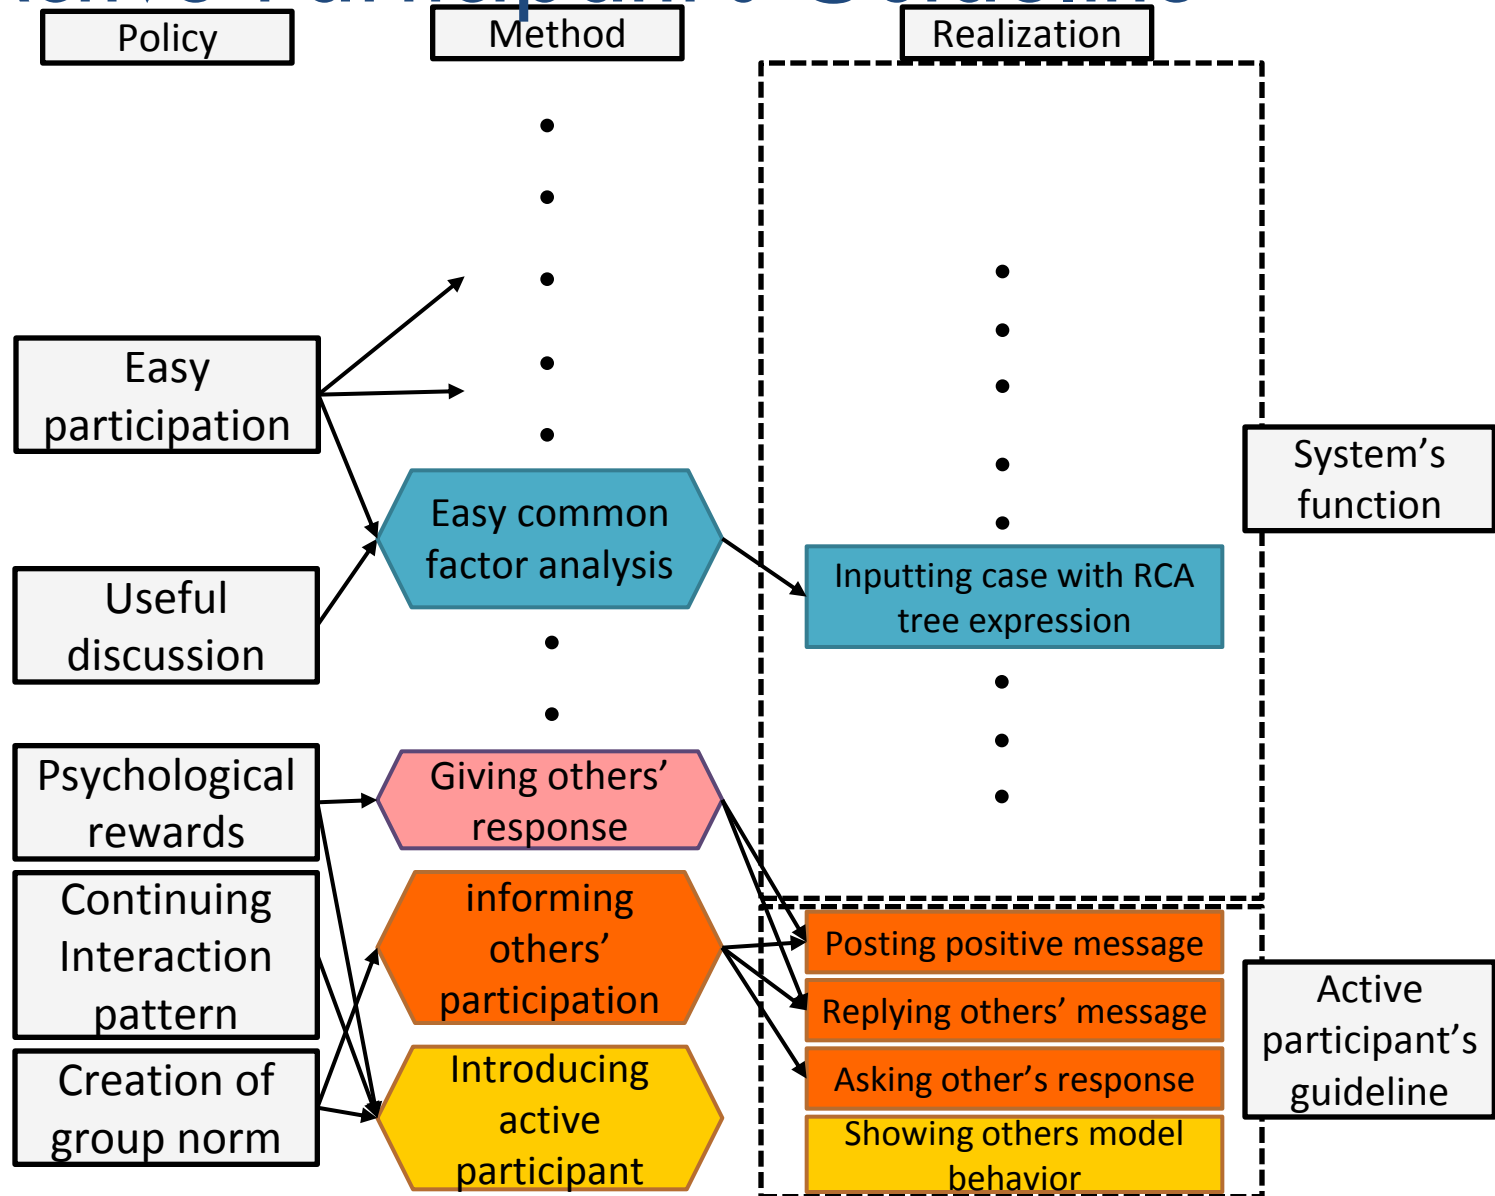 Policy
Method
Realization
Easy
participation
Useful
discussion
Psychological
rewards
Continuing
Interaction
pattern
Creation of
group norm
Easy common
factor analysis
Giving others’
response
informing
others’
participation
Introducing
active
participant
Inputting case with RCA
tree expression
Posting positive message
Replying others’ message
Asking other’s response
Showing others model
behavior
System’s
function
Active
participant’s
guideline